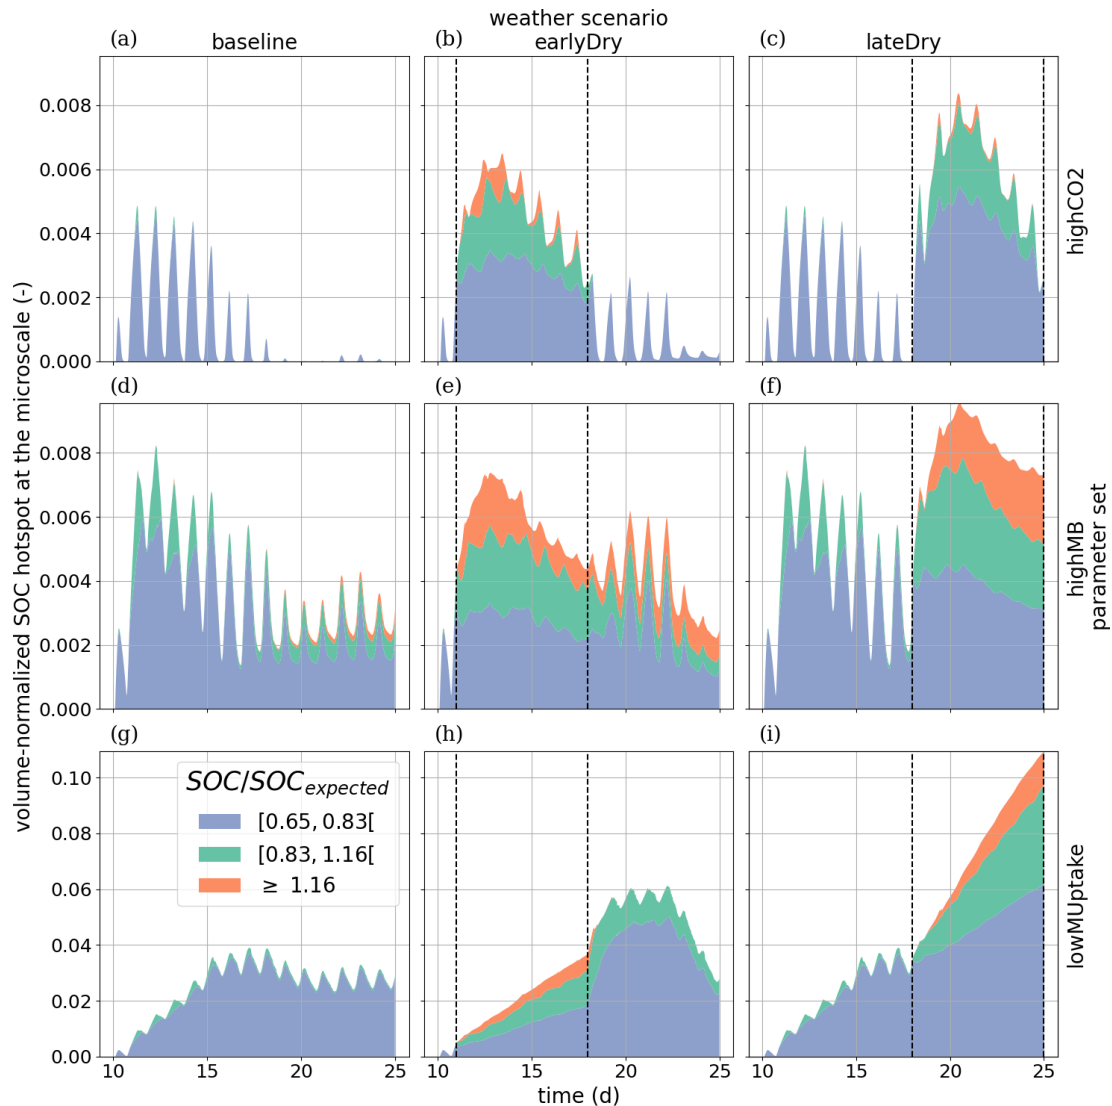 weather scenario
(a) baseline
(b) earlyDry
(c) lateDry
volume-normalized SOC hotspot at the microscale (-)
0.008
0.006
0.004
0.002
0.000
highCO2
(d)
(e)
(f)
0.008
0.006
0.004
0.002
0.000
highMB
parameter set
(g)
(h)
(i)
0.10
0.08
0.06
0.04
0.02
0.00
SOC/SOC_expected
[0.65, 0.83[
[0.83, 1.16[
≥ 1.16
lowMUptake
10 15 20 25 10 15 20 25 10 15 20 25
time (d)